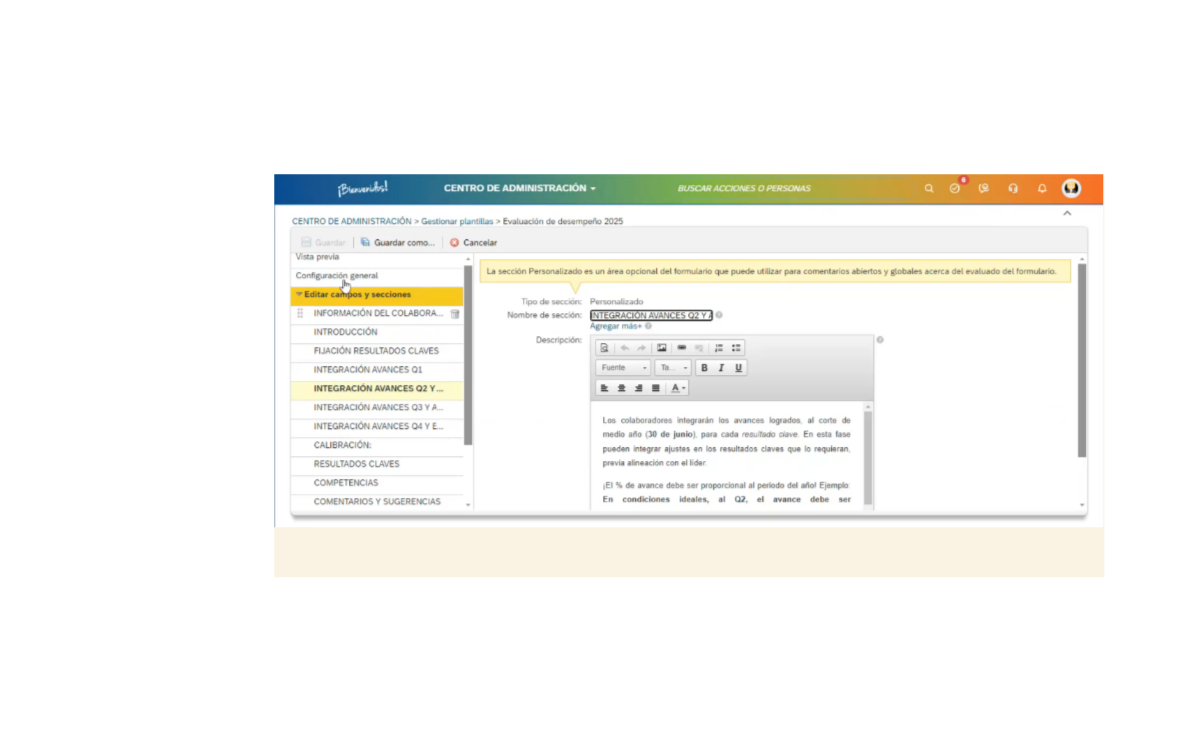 ¡Bienvenidos!
CENTRO DE ADMINISTRACIÓN
BUSCAR ACCIONES O PERSONAS
6
CENTRO DE ADMINISTRACIÓN > Gestionar plantillas > Evaluación de desempeño 2025
Guardar | Guardar como... | Cancelar
Vista previa
Configuración general
Editar campos y secciones
INFORMACIÓN DEL COLABORA...
INTRODUCCIÓN
FIJACIÓN RESULTADOS CLAVES
INTEGRACIÓN AVANCES Q1
INTEGRACIÓN AVANCES Q2 Y...
INTEGRACIÓN AVANCES Q3 Y A...
INTEGRACIÓN AVANCES Q4 Y E...
CALIBRACIÓN:
RESULTADOS CLAVES
COMPETENCIAS
COMENTARIOS Y SUGERENCIAS
La sección Personalizado es un área opcional del formulario que puede utilizar para comentarios abiertos y globales acerca del evaluado del formulario.
Tipo de sección: Personalizado
Nombre de sección: INTEGRACIÓN AVANCES Q2 Y A
Agregar más+
Descripción:
Fuente Ta... B I U
A
Los colaboradores integrarán los avances logrados, al corte de
medio año (30 de junio), para cada resultado clave. En esta fase
pueden integrar ajustes en los resultados claves que lo requieran,
previa alineación con el líder.
¡El % de avance debe ser proporcional al periodo del año! Ejemplo:
En condiciones ideales, al Q2, el avance debe ser